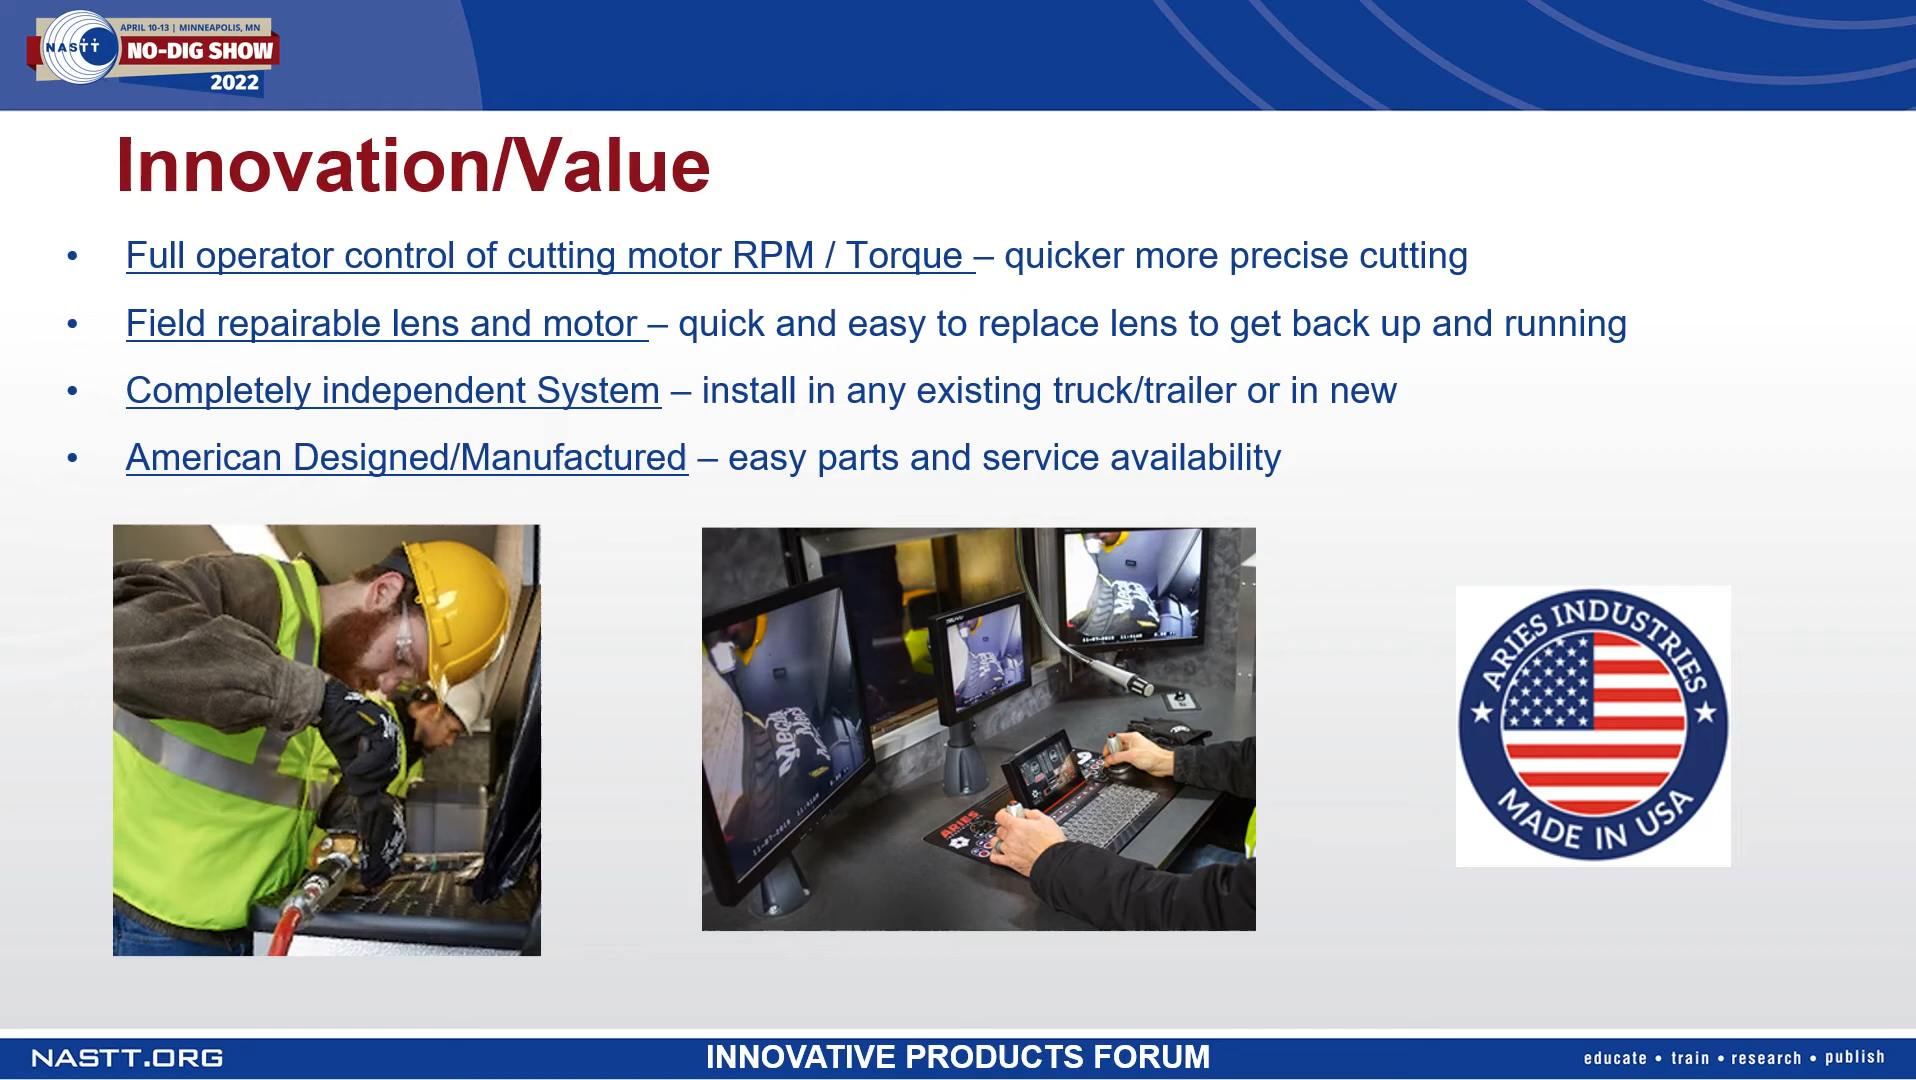 APRIL 10-13 | MINNEAPOLIS, MN
NASTT
NO-DIG SHOW
2022
Innovation/Value
• Full operator control of cutting motor RPM / Torque – quicker more precise cutting
• Field repairable lens and motor – quick and easy to replace lens to get back up and running
• Completely independent System – install in any existing truck/trailer or in new
• American Designed/Manufactured – easy parts and service availability
ARIES
ARIES INDUSTRIES
MADE IN USA
NASTT.ORG
INNOVATIVE PRODUCTS FORUM
educate • train • research • publish